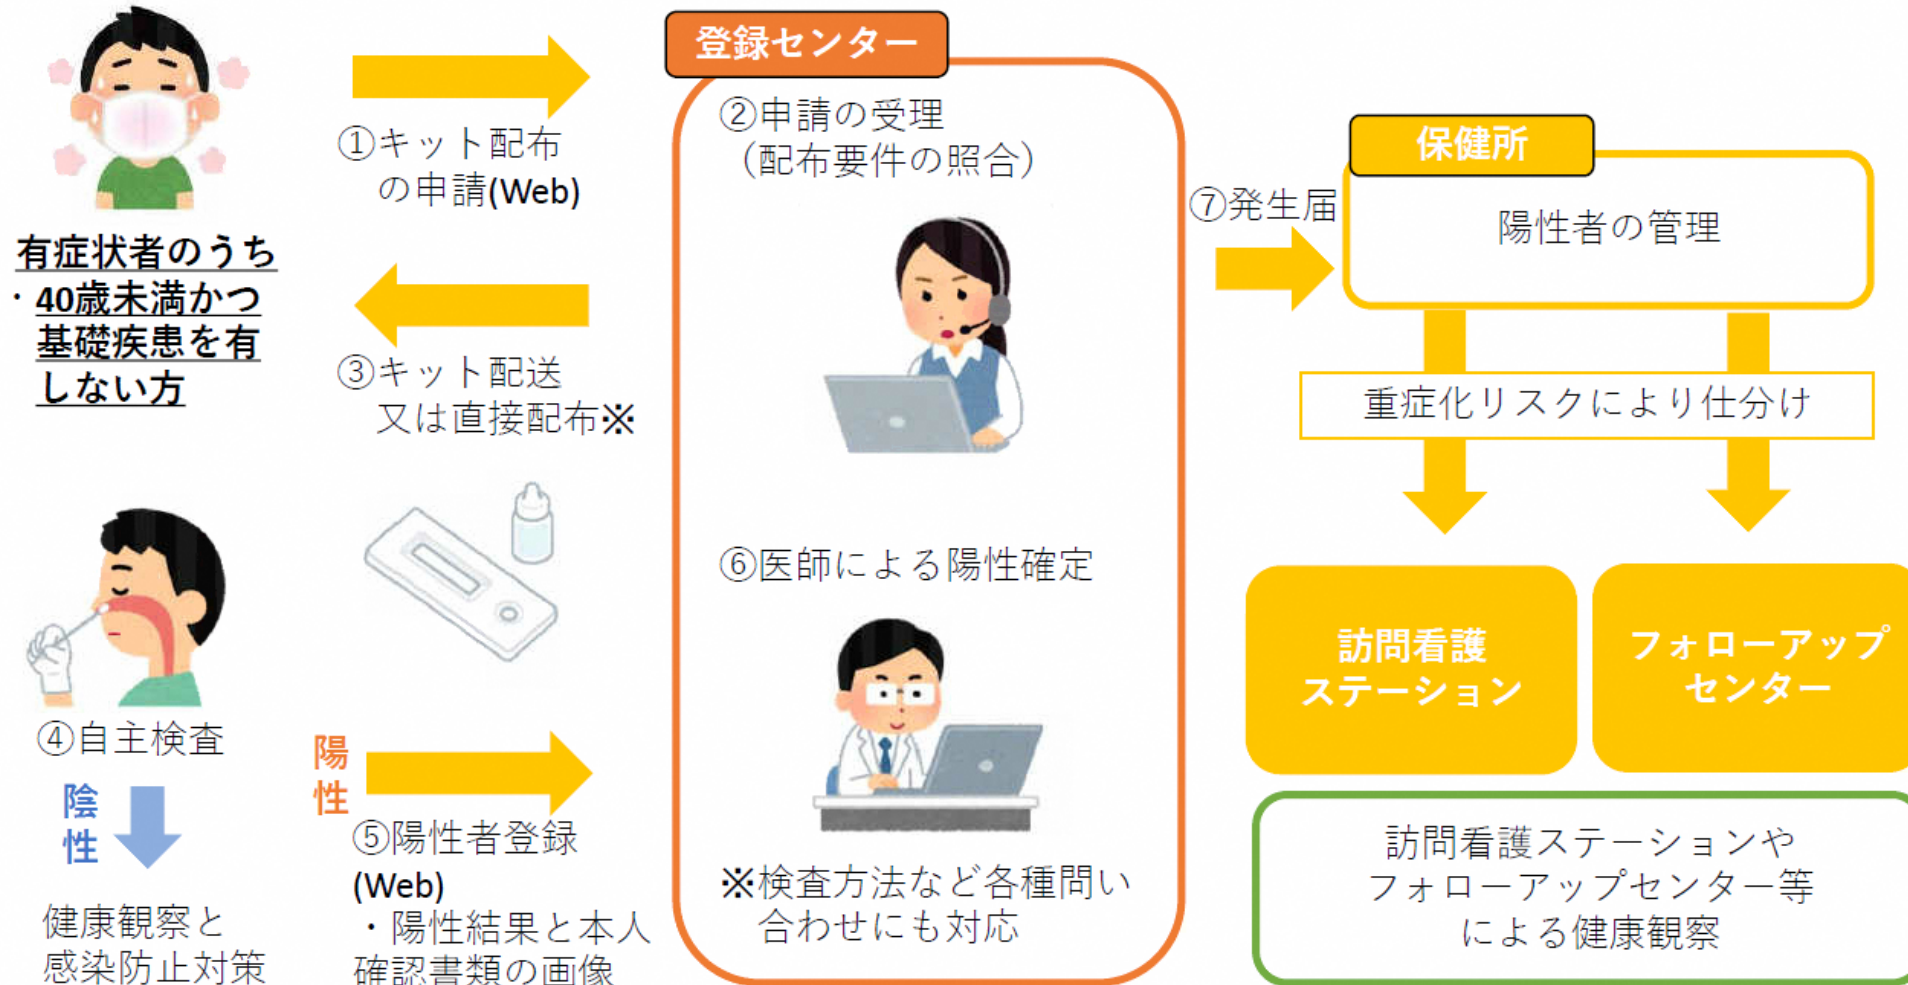 ①キット配布
の申請(Web)
有症状者のうち
・40歳未満かつ
基礎疾患を有
しない方
③キット配送
又は直接配布※
④自主検査
陰
性
健康観察と
感染防止対策
陽
性
⑤陽性者登録
(Web)
・陽性結果と本人
確認書類の画像
登録センター
②申請の受理
（配布要件の照合）
⑥医師による陽性確定
※検査方法など各種問い
合わせにも対応
⑦発生届
保健所
陽性者の管理
重症化リスクにより仕分け
訪問看護
ステーション
フォローアップ
センター
訪問看護ステーションや
フォローアップセンター等
による健康観察